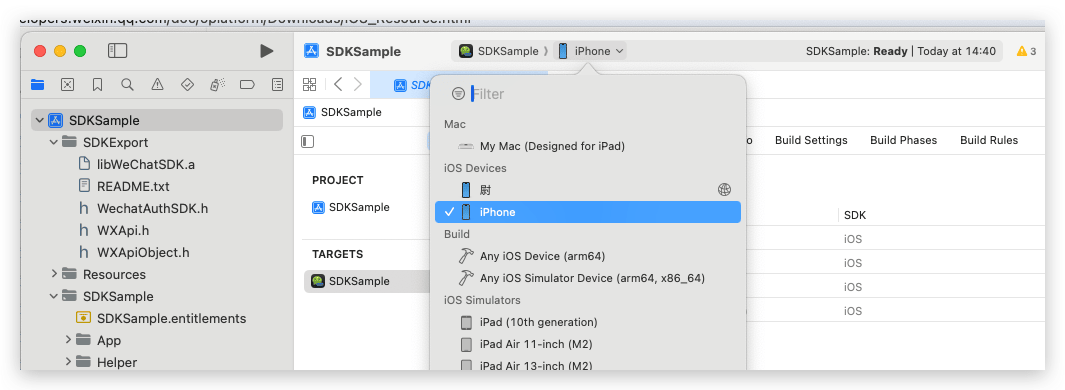 elopers.weixin.qq.com/doc/oplatform/Downloads/iOS_Resource.html
SDKSample
SDKSample
iPhone
SDKSample: Ready | Today at 14:40
3
SDKSample
SDKExport
libWeChatSDK.a
README.txt
WechatAuthSDK.h
WXApi.h
WXApiObject.h
Resources
SDKSample
SDKSample.entitlements
App
Helper
SDK
SDKSample
Build Settings
Build Phases
Build Rules
PROJECT
SDKSample
TARGETS
SDKSample
Filter
Mac
My Mac (Designed for iPad)
iOS Devices
尉
iPhone
Build
Any iOS Device (arm64)
Any iOS Simulator Device (arm64, x86_64)
iOS Simulators
iPad (10th generation)
iPad Air 11-inch (M2)
iPad Air 13-inch (M2)
SDK
iOS
iOS
iOS
iOS